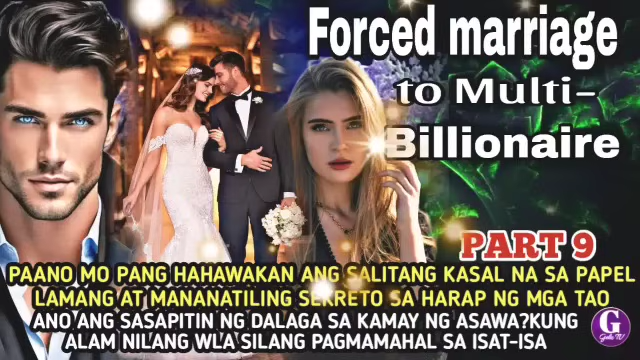 Forced marriage
to Multi-
Billionaire
PART 9
PAANO MO PANG HAHAWAKAN ANG SALITANG KASAL NA SA PAPEL
LAMANG AT MANANATILING SEKRETO SA HARAP NG MGA TAO
ANO ANG SASAPITIN NG DALAGA SA KAMAY NG ASAWA?KUNG
ALAM NILANG WLA SILANG PAGMAMAHAL SA ISAT-ISA
G